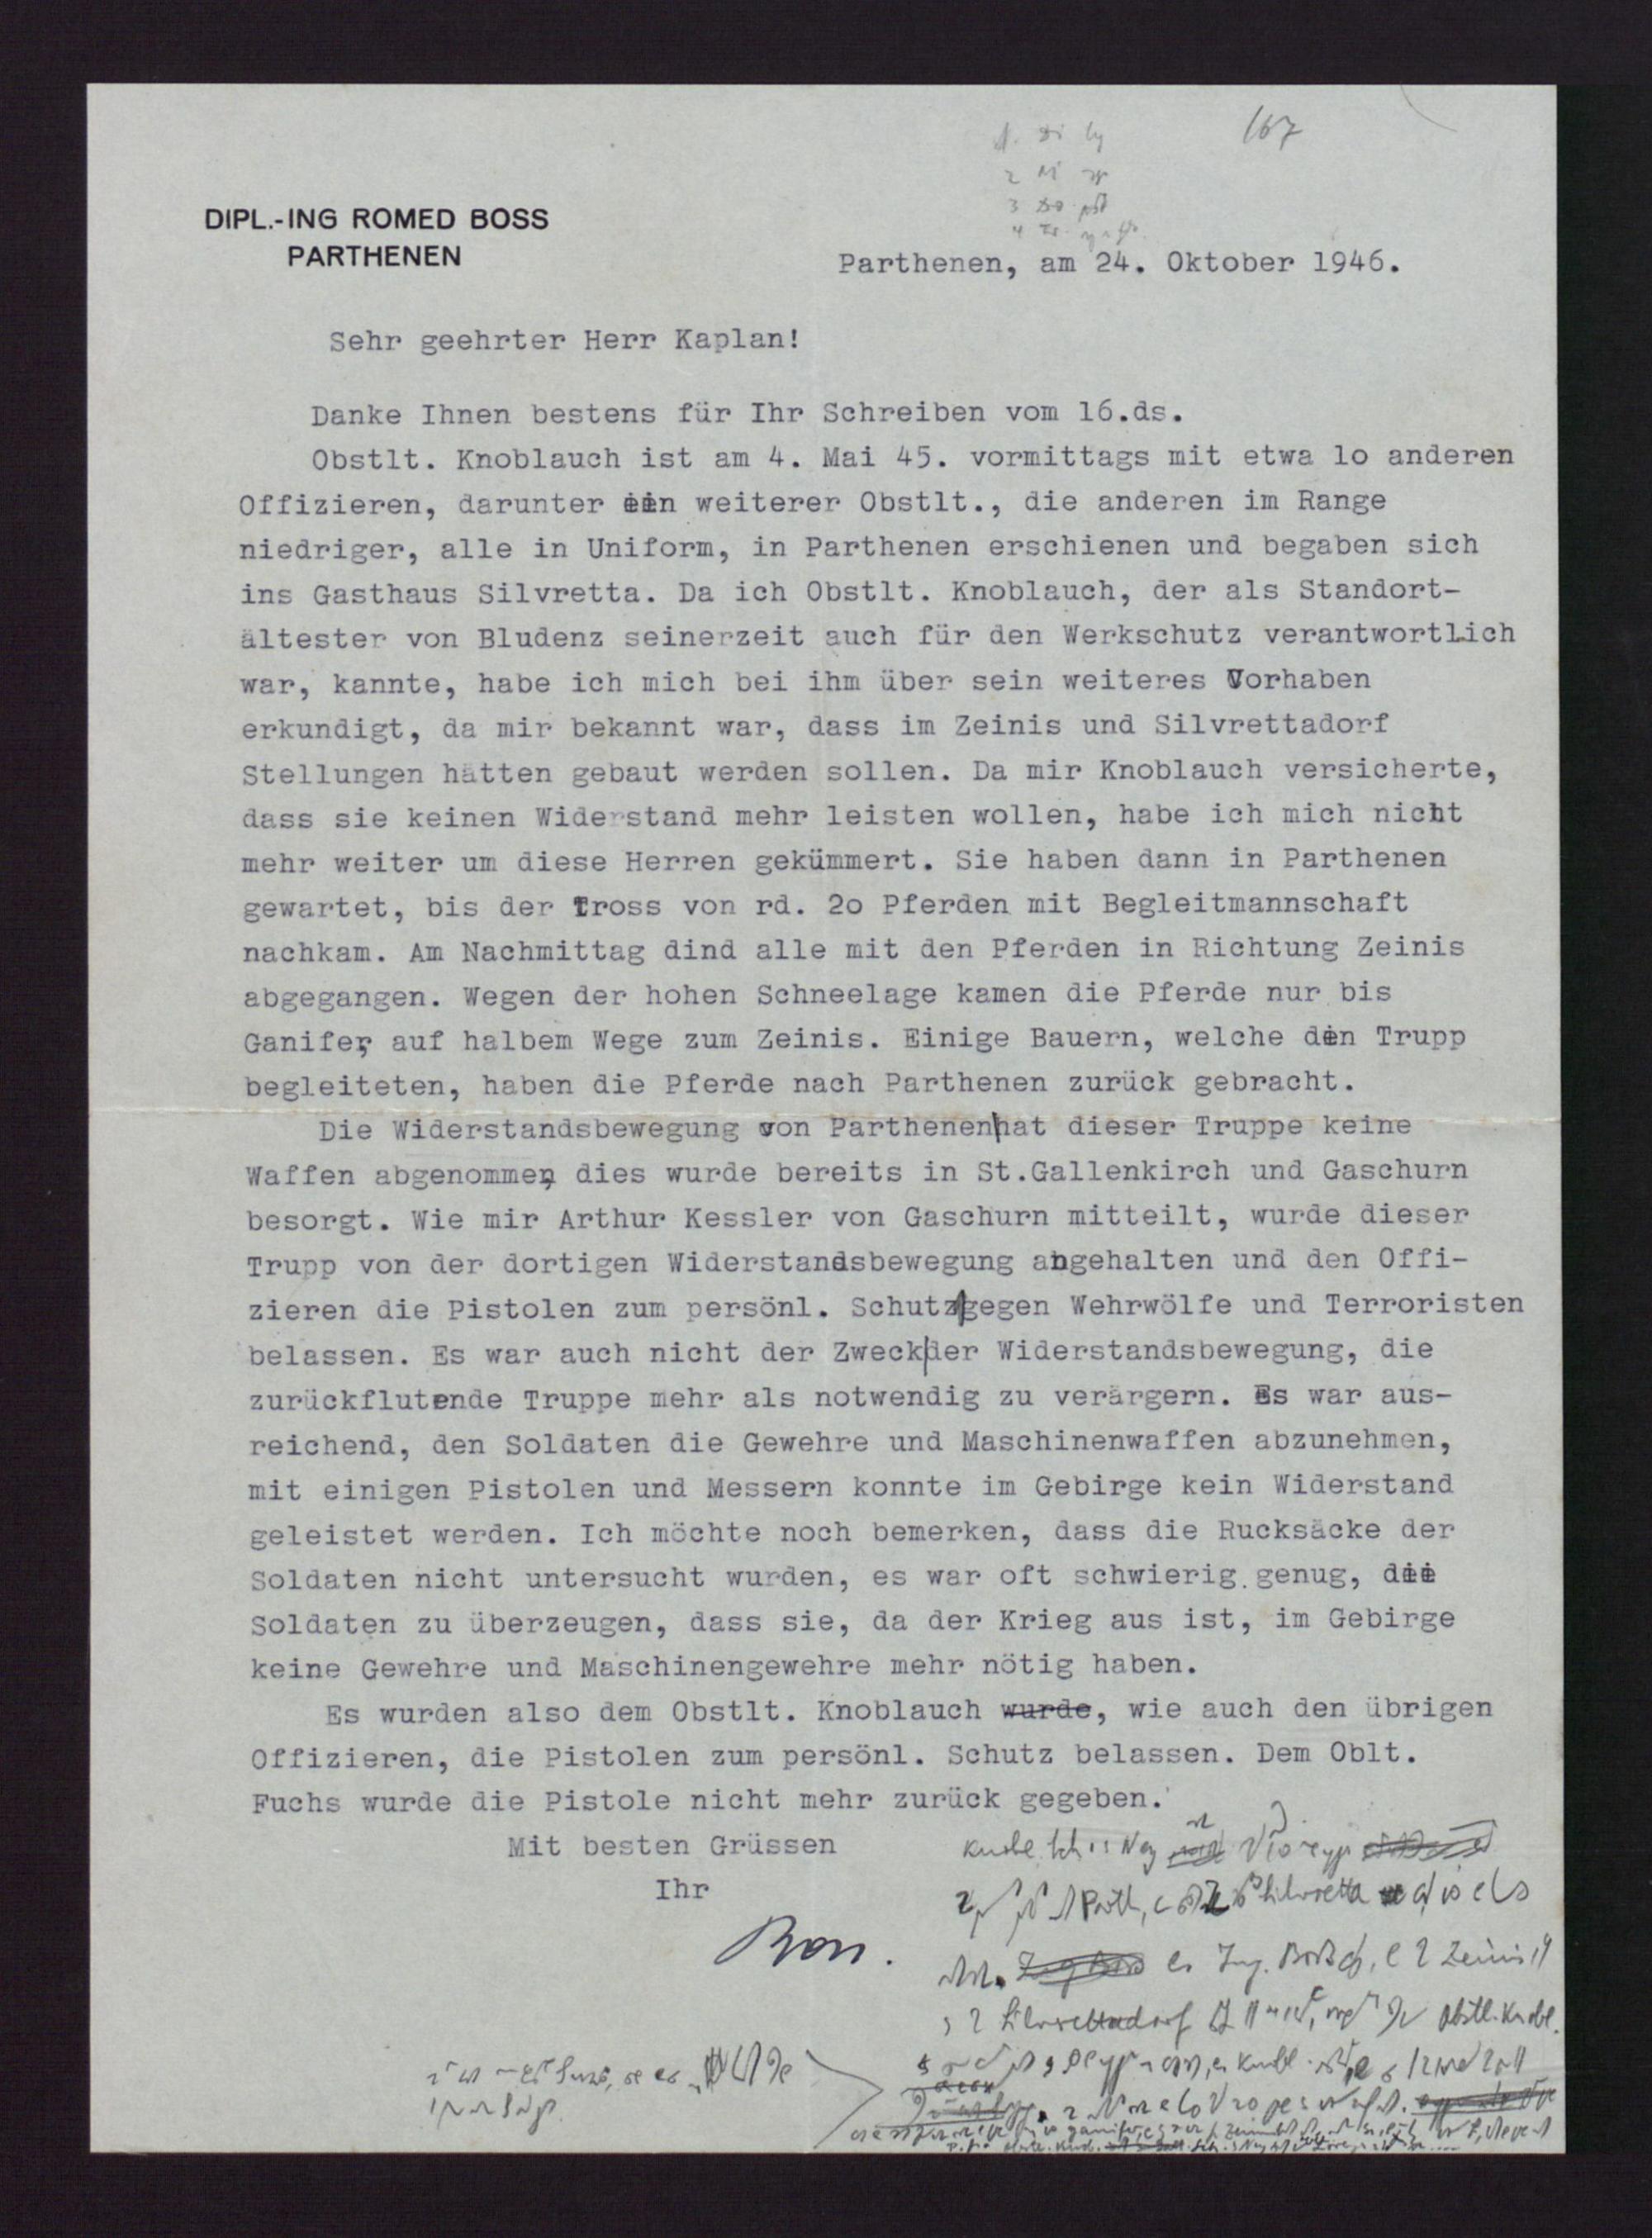 167
DIPL.-ING ROMED BOSS
PARTHENEN
Parthenen, am 24. Oktober 1946.
Sehr geehrter Herr Kaplan!
Danke Ihnen bestens für Ihr Schreiben vom 16.ds.
Obstlt. Knoblauch ist am 4. Mai 45. vormittags mit etwa lo anderen
Offizieren, darunter ein weiterer Obstlt., die anderen im Range
niedriger, alle in Uniform, in Parthenen erschienen und begaben sich
ins Gasthaus Silvretta. Da ich Obstlt. Knoblauch, der als Standort-
ältester von Bludenz seinerzeit auch für den Werkschutz verantwortlich
war, kannte, habe ich mich bei ihm über sein weiteres Vorhaben
erkundigt, da mir bekannt war, dass im Zeinis und Silvrettadorf
Stellungen hätten gebaut werden sollen. Da mir Knoblauch versicherte,
dass sie keinen Widerstand mehr leisten wollen, habe ich mich nicht
mehr weiter um diese Herren gekümmert. Sie haben dann in Parthenen
gewartet, bis der Tross von rd. 2o Pferden mit Begleitmannschaft
nachkam. Am Nachmittag dind alle mit den Pferden in Richtung Zeinis
abgegangen. Wegen der hohen Schneelage kamen die Pferde nur bis
Ganifer, auf halbem Wege zum Zeinis. Einige Bauern, welche den Trupp
begleiteten, haben die Pferde nach Parthenen zurück gebracht.
Die Widerstandsbewegung von Parthenen hat dieser Truppe keine
Waffen abgenommen, dies wurde bereits in St.Gallenkirch und Gaschurn
besorgt. Wie mir Arthur Kessler von Gaschurn mitteilt, wurde dieser
Trupp von der dortigen Widerstandsbewegung angehalten und den Offi-
zieren die Pistolen zum persönl. Schutz gegen Wehrwölfe und Terroristen
belassen. Es war auch nicht der Zweck der Widerstandsbewegung, die
zurückflutende Truppe mehr als notwendig zu verärgern. Es war aus-
reichend, den Soldaten die Gewehre und Maschinenwaffen abzunehmen,
mit einigen Pistolen und Messern konnte im Gebirge kein Widerstand
geleistet werden. Ich möchte noch bemerken, dass die Rucksäcke der
Soldaten nicht untersucht wurden, es war oft schwierig genug, die
Soldaten zu überzeugen, dass sie, da der Krieg aus ist, im Gebirge
keine Gewehre und Maschinengewehre mehr nötig haben.
Es wurden also dem Obstlt. Knoblauch wurde, wie auch den übrigen
Offizieren, die Pistolen zum persönl. Schutz belassen. Dem Oblt.
Fuchs wurde die Pistole nicht mehr zurück gegeben.
Mit besten Grüssen
Ihr
Boss.
Silvretta
Ing. Boss Zeinis
Silvrettadorf Obstl. Knobl.